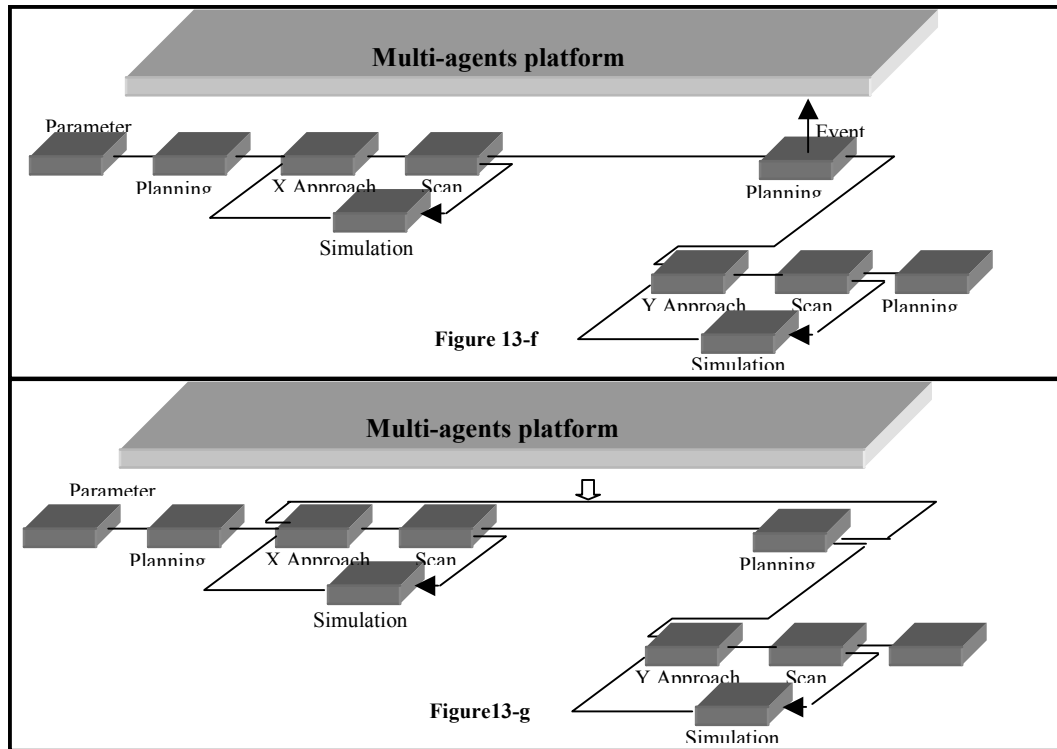 Multi-agents platform
Parameter
Event
Planning
X Approach
Scan
Planning
Simulation
Y Approach
Scan
Planning
Figure 13-f
Simulation
Multi-agents platform
Parameter
Planning
X Approach
Scan
Planning
Simulation
Y Approach
Scan
Figure13-g
Simulation